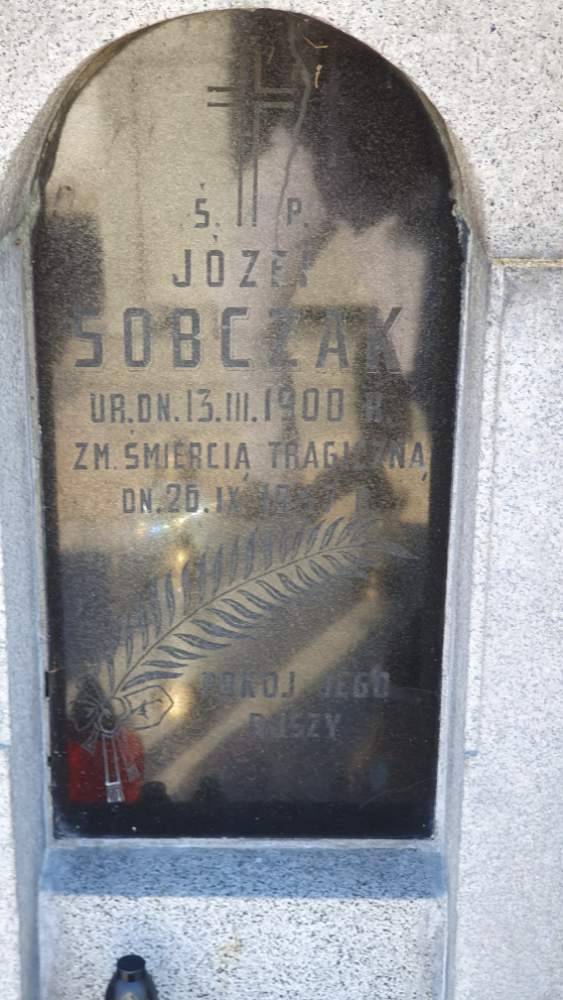 Ś. P.
JÓZEF
SOBCZAK
UR. DN. 13. III. 1900 R.
ZM. ŚMIERCIĄ TRAGICZNĄ
DN. 26. IX
POKÓJ JEGO
DUSZY